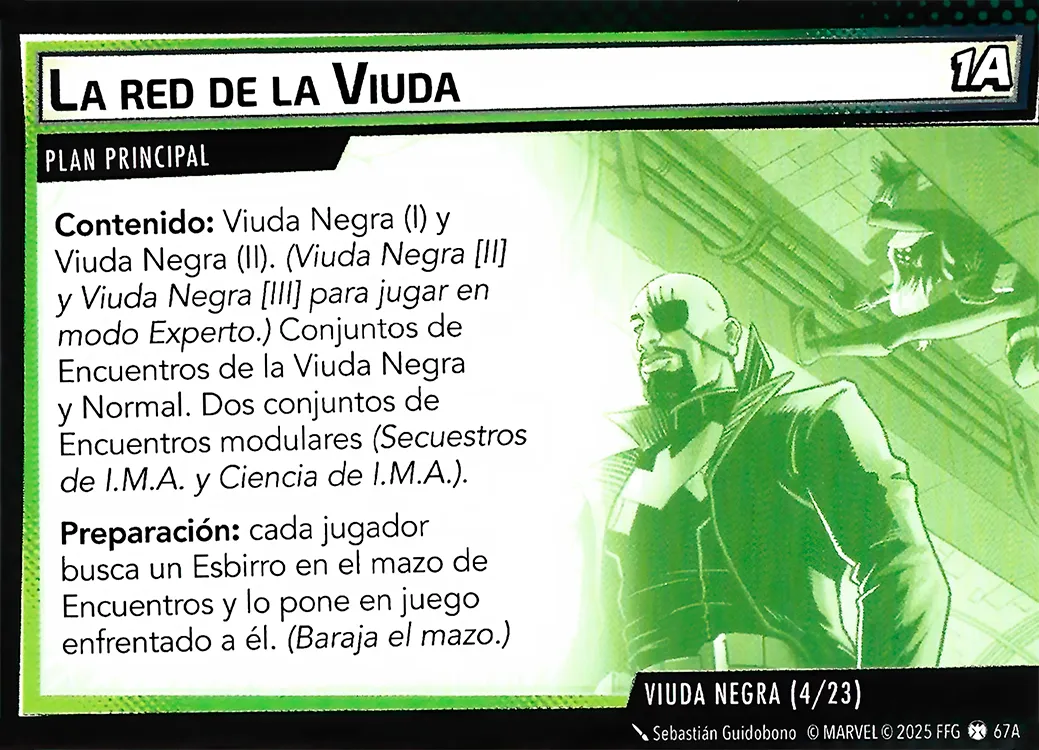 La red de la Viuda
1A
Plan principal
Contenido: Viuda Negra (I) y
Viuda Negra (II). (Viuda Negra [II]
y Viuda Negra [III] para jugar en
modo Experto.) Conjuntos de
Encuentros de la Viuda Negra
y Normal. Dos conjuntos de
Encuentros modulares (Secuestros
de I.M.A. y Ciencia de I.M.A.).
Preparación: cada jugador
busca un Esbirro en el mazo de
Encuentros y lo pone en juego
enfrentado a él. (Baraja el mazo.)
Viuda Negra (4/23)
Sebastián Guidobono © MARVEL © 2025 FFG 67A